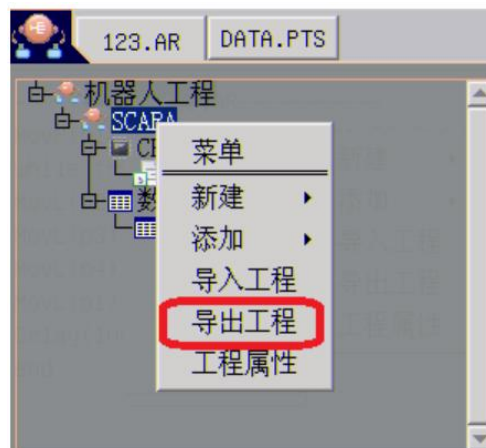 123.AR
DATA.PTS
机器人工程
SCARA
菜单
新建
添加
导入工程
导出工程
工程属性
数